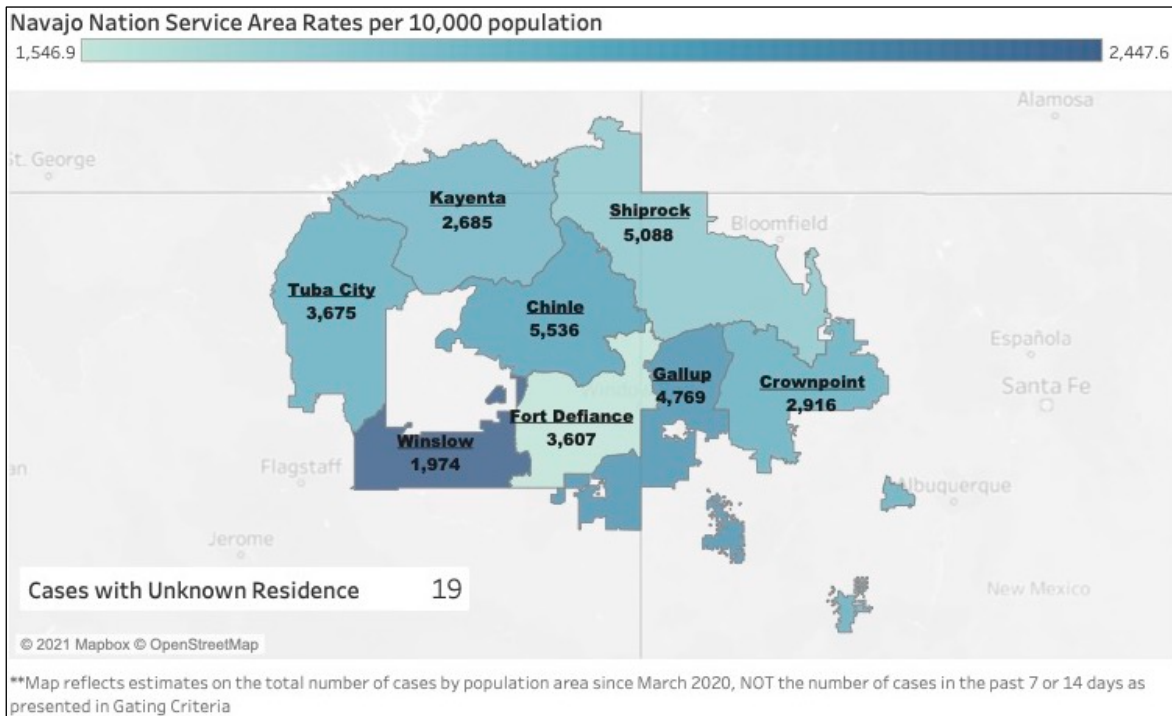 Navajo Nation Service Area Rates per 10,000 population
1,546.9
2,447.6
Alamosa
St. George
Kayenta
2,685
Shiprock
5,088
Bloomfield
Tuba City
3,675
Chinle
5,536
Española
Gallup
4,769
Crownpoint
2,916
Santa Fe
Fort Defiance
3,607
Winslow
1,974
Flagstaff
Albuquerque
Jerome
Cases with Unknown Residence 19
New Mexico
© 2021 Mapbox © OpenStreetMap
**Map reflects estimates on the total number of cases by population area since March 2020, NOT the number of cases in the past 7 or 14 days as
presented in Gating Criteria